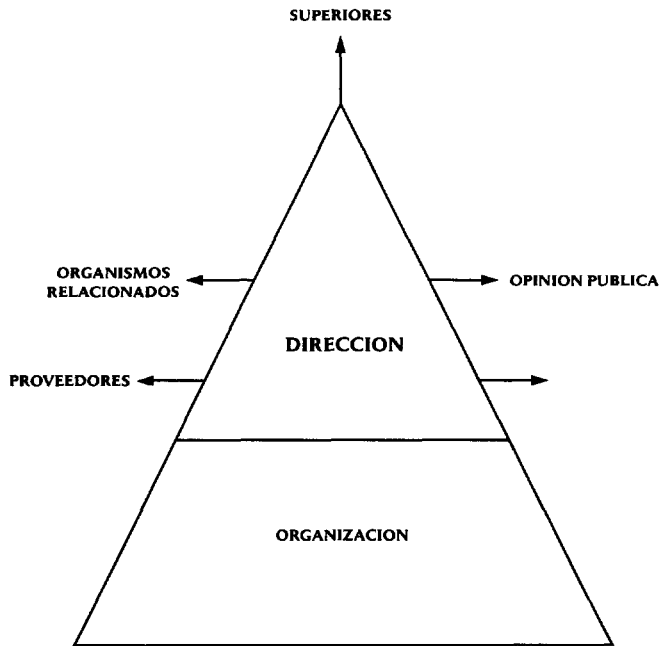 SUPERIORES
ORGANISMOS
RELACIONADOS
OPINION PUBLICA
DIRECCION
PROVEEDORES
ORGANIZACION